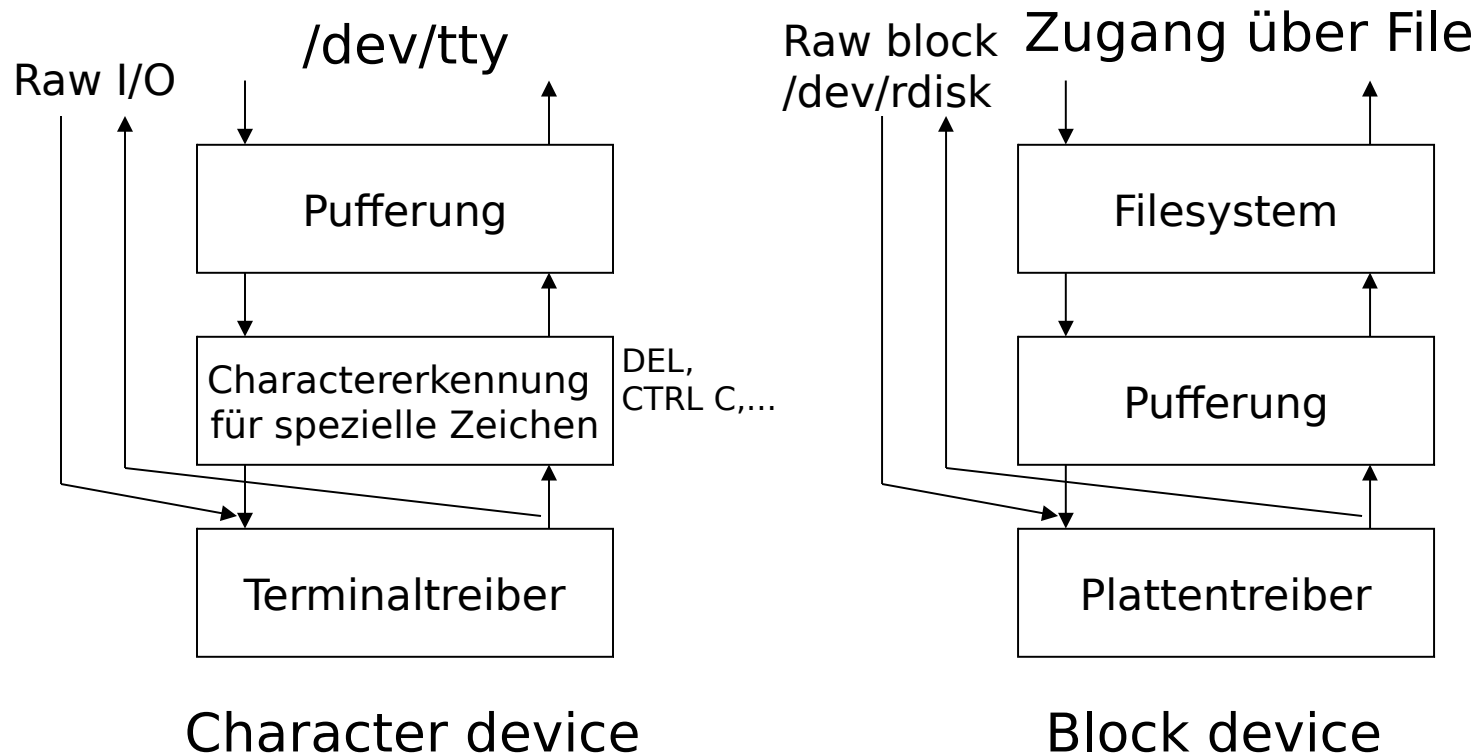 /dev/tty
Raw I/O
Pufferung
Charactererkennung
für spezielle Zeichen
DEL,
CTRL C,...
Terminaltreiber
Character device
Raw block
/dev/rdisk
Zugang über File
Filesystem
Pufferung
Plattentreiber
Block device